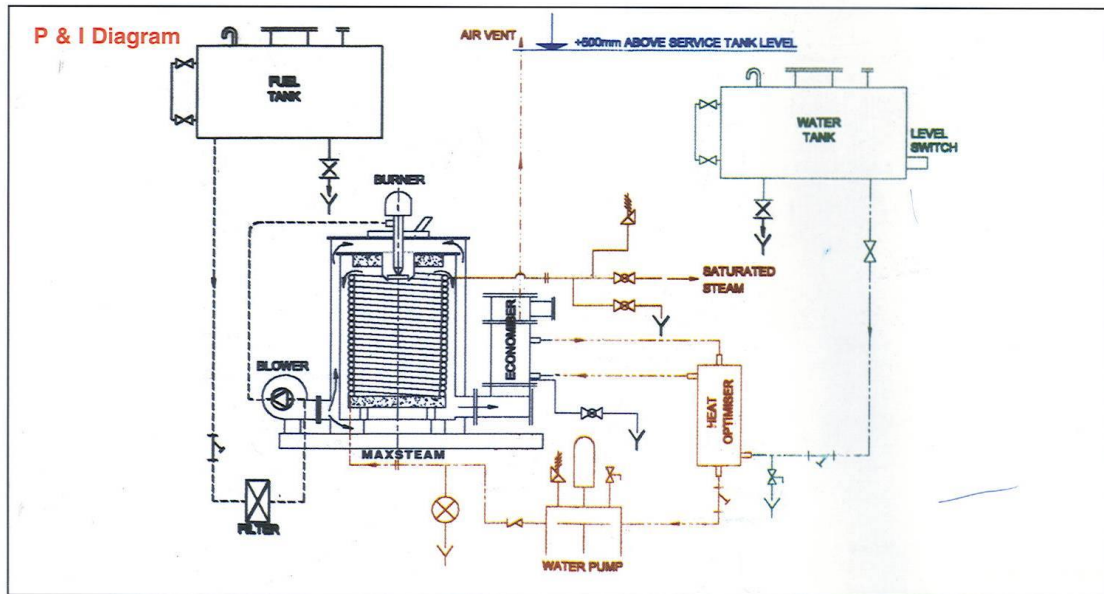 P & I Diagram
AIR VENT
+500mm ABOVE SERVICE TANK LEVEL
FUEL
TANK
WATER
TANK
LEVEL
SWITCH
BURNER
SATURATED
STEAM
ECONOMISER
BLOWER
HEAT
OPTIMISER
MAXSTEAM
FILTER
WATER PUMP